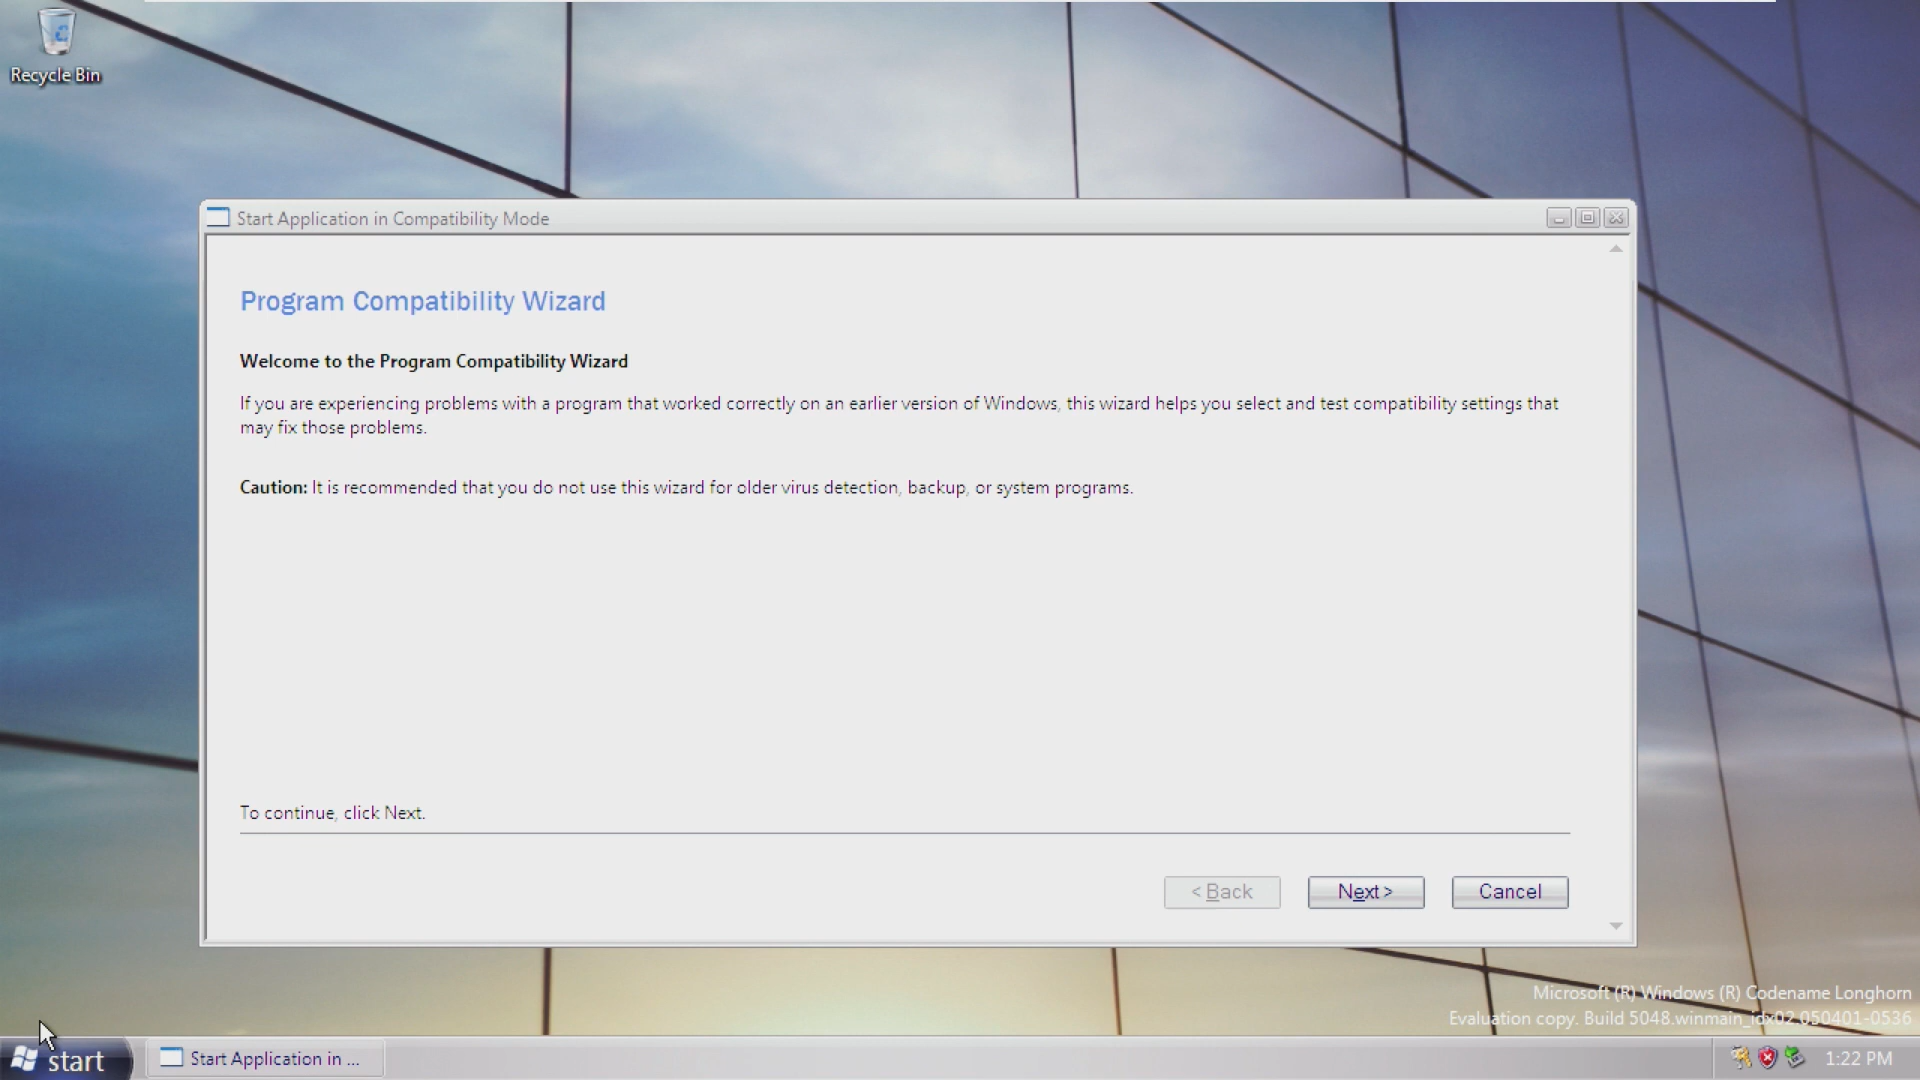 Recycle Bin
Start Application in Compatibility Mode
Program Compatibility Wizard
Welcome to the Program Compatibility Wizard
If you are experiencing problems with a program that worked correctly on an earlier version of Windows, this wizard helps you select and test compatibility settings that
may fix those problems.
Caution: It is recommended that you do not use this wizard for older virus detection, backup, or system programs.
To continue, click Next.
< Back
Next >
Cancel
Microsoft (R) Windows (R) Codename Longhorn
Evaluation copy. Build 5048.winmain_idx02.050401-0536
start
Start Application in ...
1:22 PM